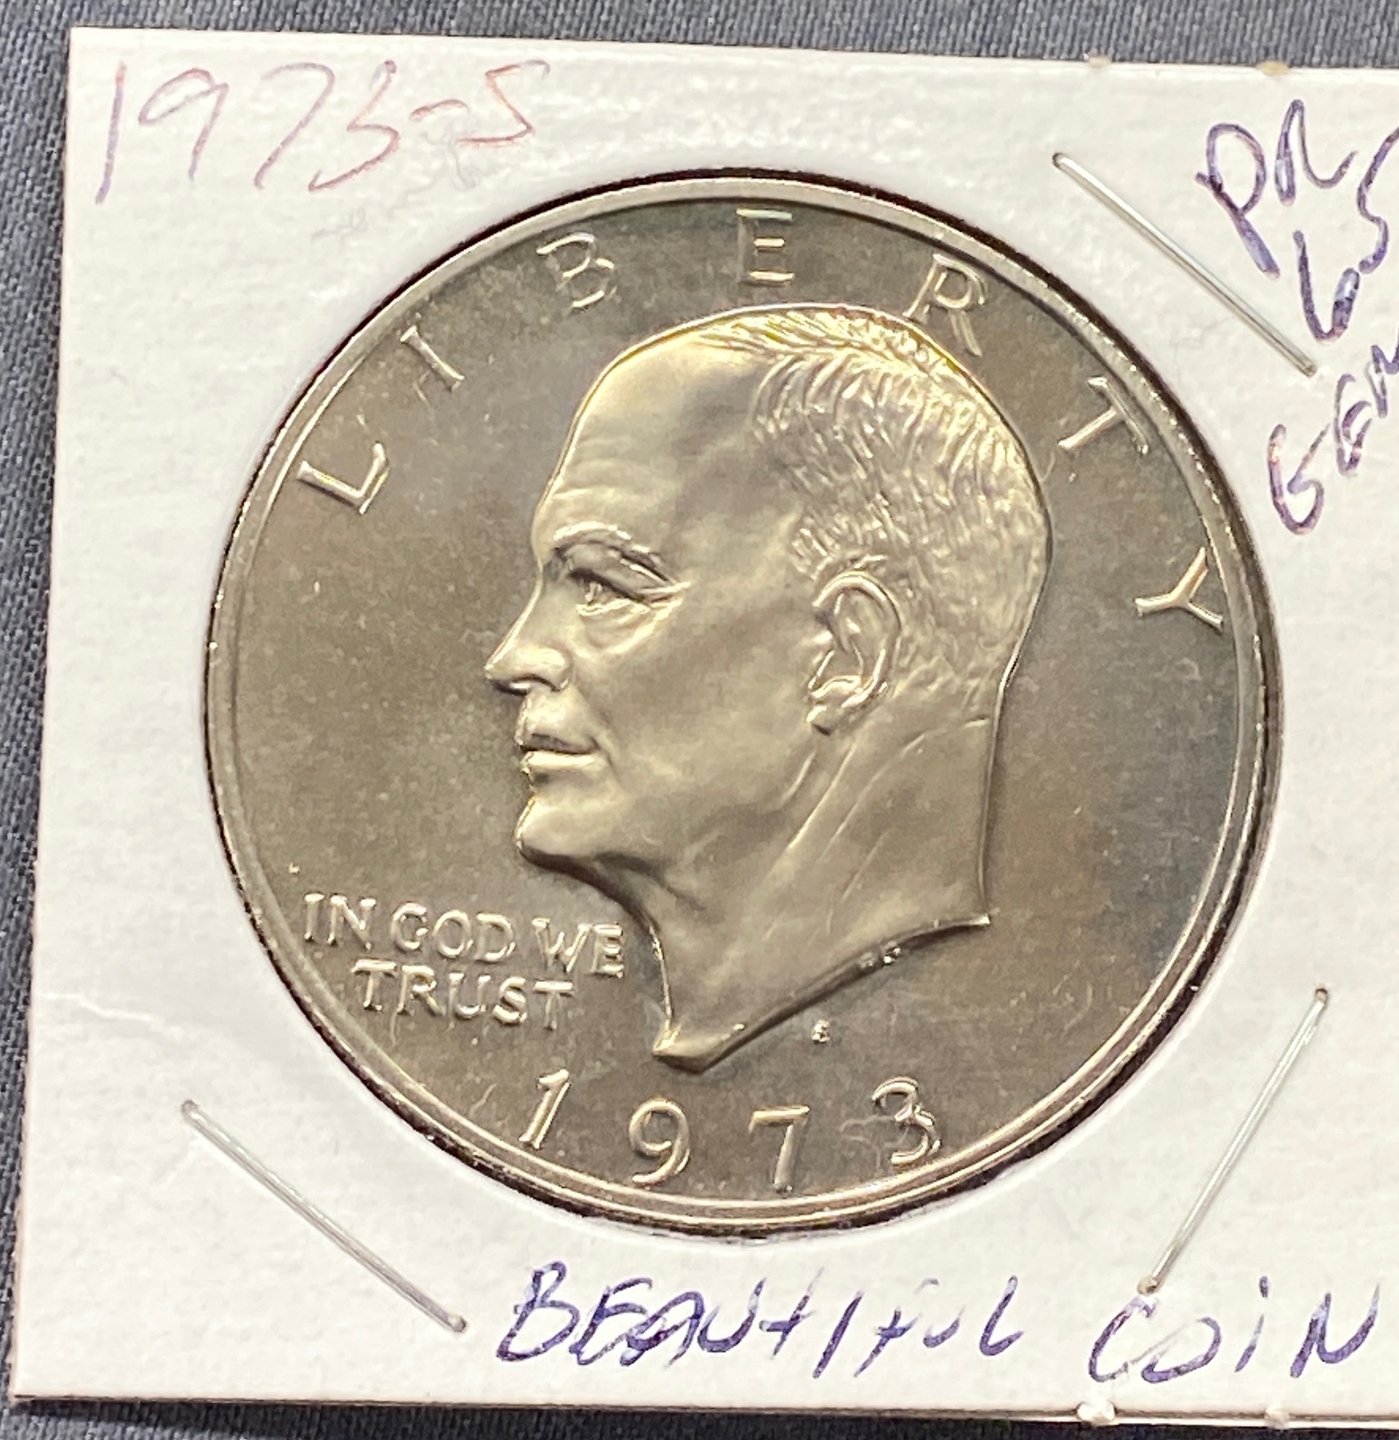 1973-S
PR
65
GEM
LIBERTY
IN GOD WE
TRUST
S
1973
BEAUTIFUL COIN